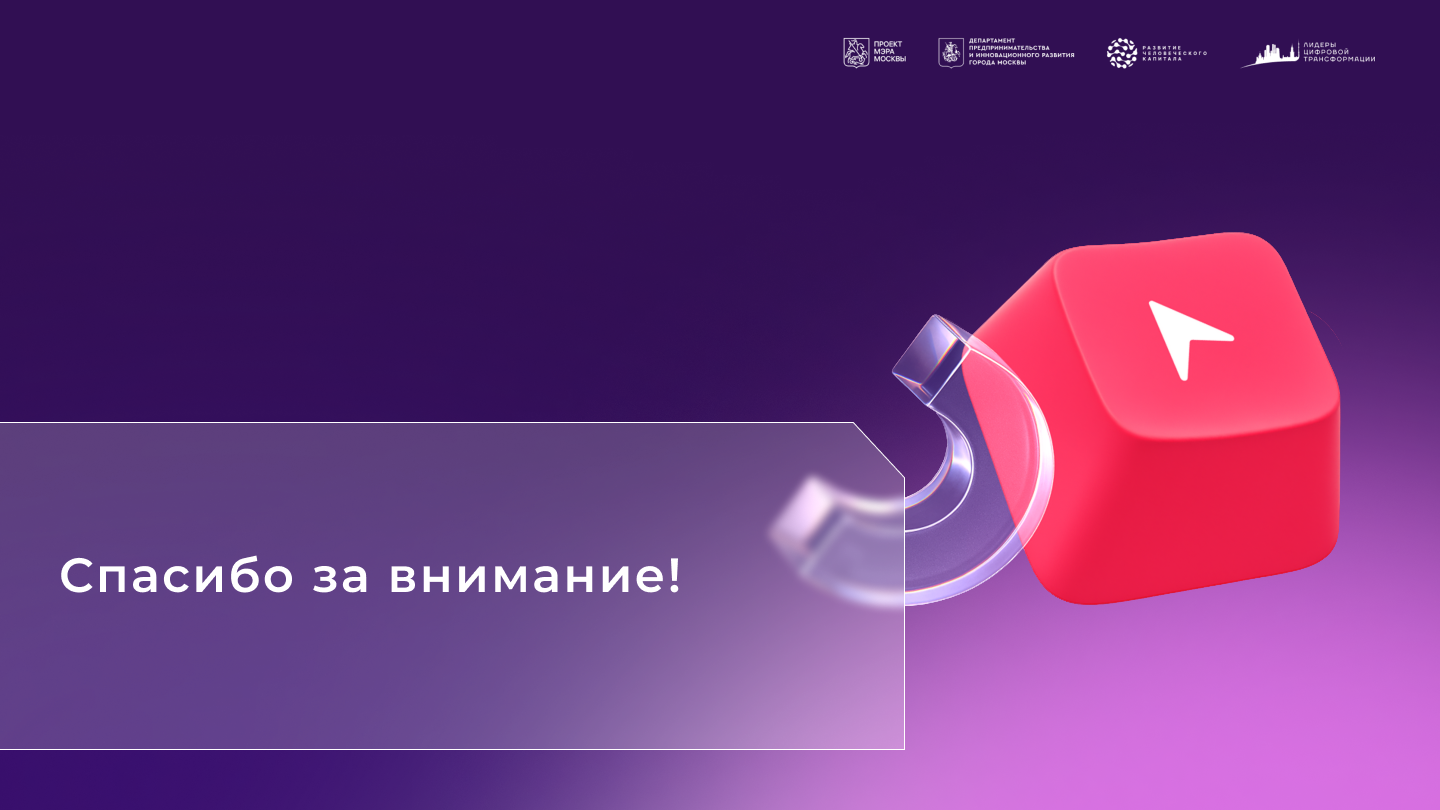 ПРОЕКТ
МЭРА
МОСКВЫ
ДЕПАРТАМЕНТ
ПРЕДПРИНИМАТЕЛЬСТВА
И ИННОВАЦИОННОГО РАЗВИТИЯ
ГОРОДА МОСКВЫ
РАЗВИТИЕ
ЧЕЛОВЕЧЕСКОГО
КАПИТАЛА
ЛИДЕРЫ
ЦИФРОВОЙ
ТРАНСФОРМАЦИИ
Спасибо за внимание!